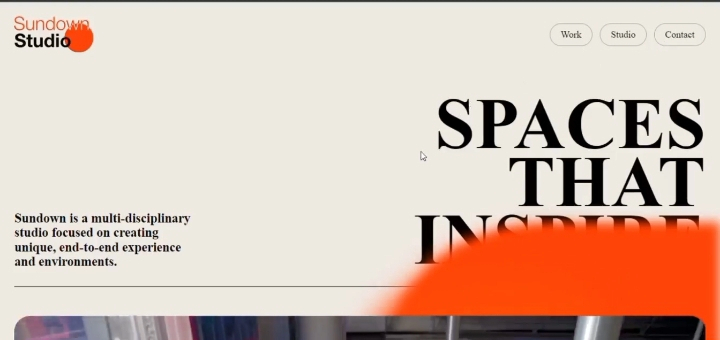 Sundown
Studio
Work
Studio
Contact
SPACES
THAT
INSPIRE
Sundown is a multi-disciplinary
studio focused on creating
unique, end-to-end experience
and environments.